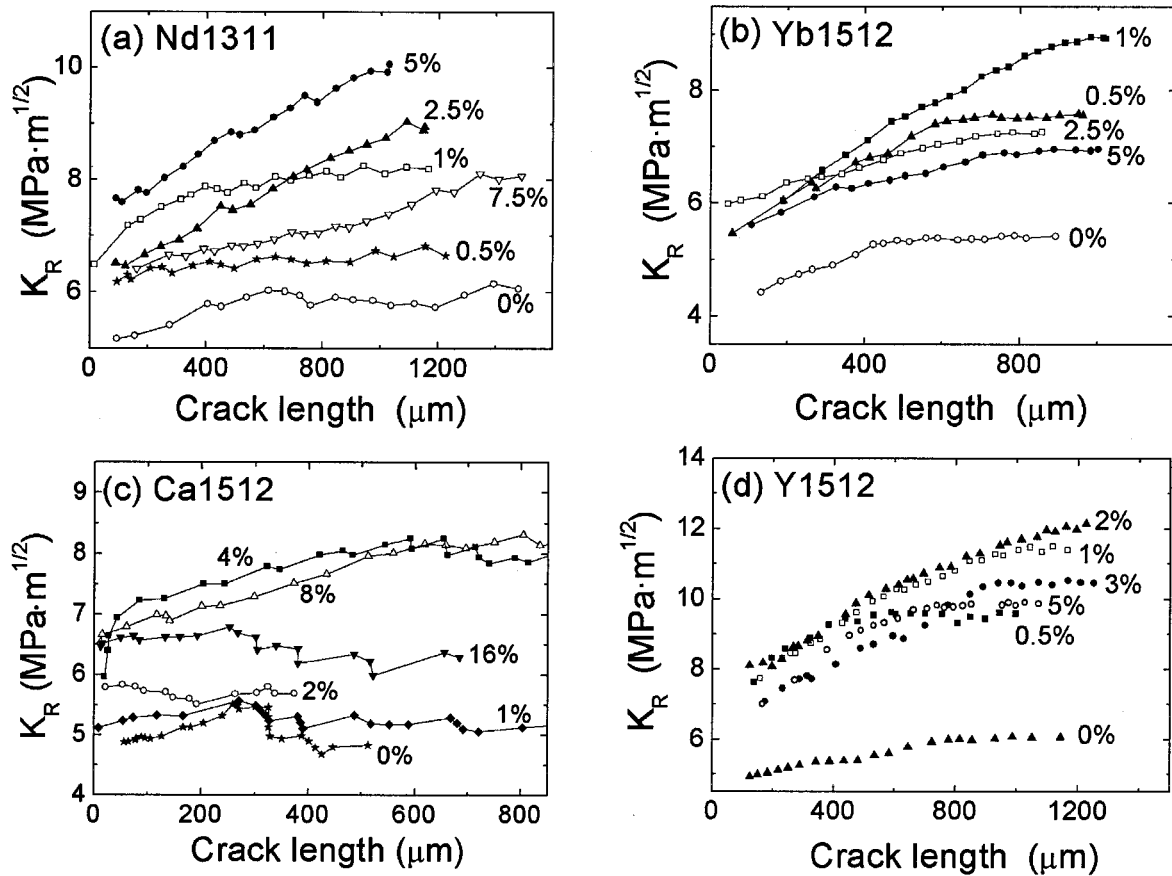 (a) Nd1311
K_R (MPa·m^1/2)
10
8
6
5%
2.5%
1%
7.5%
0.5%
0%
0 400 800 1200
Crack length (μm)
(b) Yb1512
K_R (MPa·m^1/2)
8
6
4
1%
0.5%
2.5%
5%
0%
0 400 800
Crack length (μm)
(c) Ca1512
K_R (MPa·m^1/2)
9
8
7
6
5
4
4%
8%
16%
2%
1%
0%
0 200 400 600 800
Crack length (μm)
(d) Y1512
K_R (MPa·m^1/2)
14
12
10
8
6
2%
1%
3%
5%
0.5%
0%
0 400 800 1200
Crack length (μm)